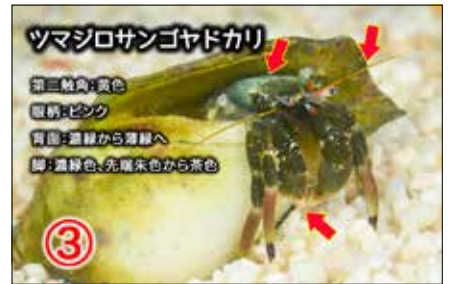 ツマジロサンゴヤドカリ
第二触角:黄色
眼柄:ピンク
背面:濃緑から薄緑へ
脚:濃緑色、先端朱色から茶色
③